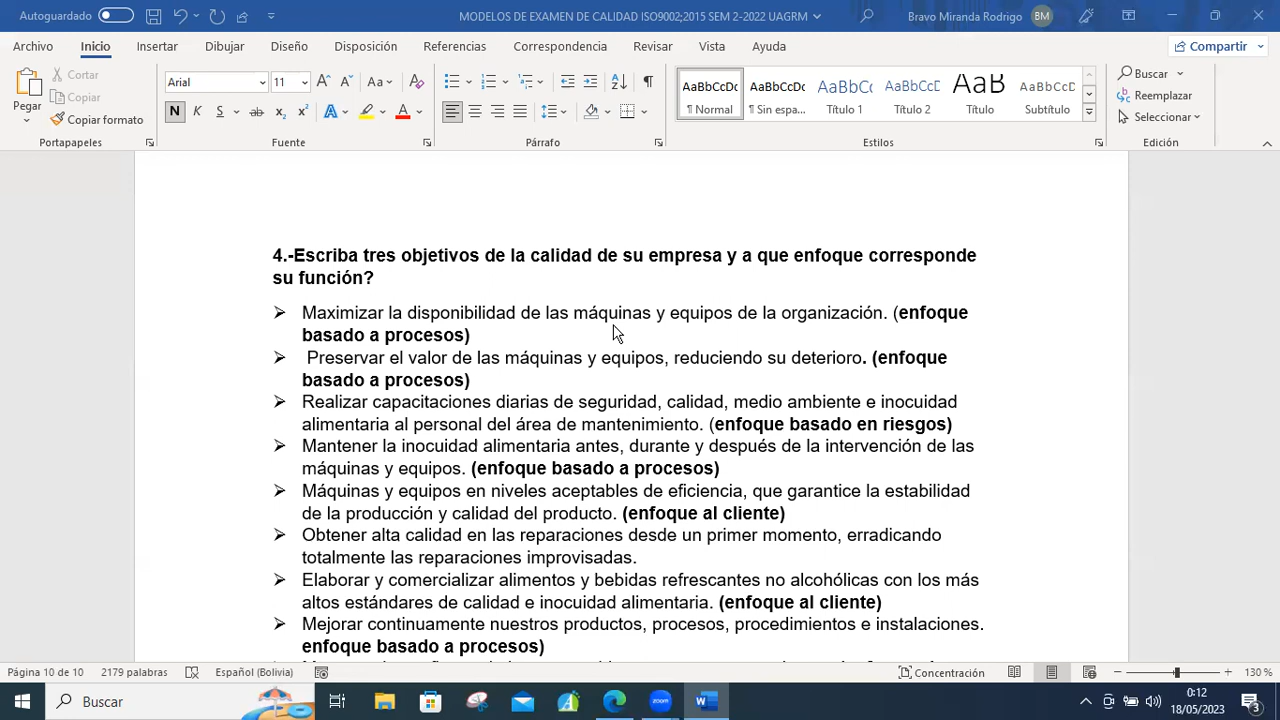 Autoguardado
MODELOS DE EXAMEN DE CALIDAD ISO9002;2015 SEM 2-2022 UAGRM
Bravo Miranda Rodrigo
BM
Archivo Inicio Insertar Dibujar Diseño Disposición Referencias Correspondencia Revisar Vista Ayuda
Compartir
Pegar
Cortar
Copiar
Copiar formato
Portapapeles
Arial 11
N K S ab x₂ x² A A
Aa
Fuente
Párrafo
AaBbCcDc AaBbCcDc AaBbCc AaBbCcD AaB AaBbCcD
¶ Normal ¶ Sin espa... Título 1 Título 2 Título Subtítulo
Estilos
Buscar
Reemplazar
Seleccionar
Edición
4.-Escriba tres objetivos de la calidad de su empresa y a que enfoque corresponde
su función?
➢ Maximizar la disponibilidad de las máquinas y equipos de la organización. (enfoque
basado a procesos)
➢ Preservar el valor de las máquinas y equipos, reduciendo su deterioro. (enfoque
basado a procesos)
➢ Realizar capacitaciones diarias de seguridad, calidad, medio ambiente e inocuidad
alimentaria al personal del área de mantenimiento. (enfoque basado en riesgos)
➢ Mantener la inocuidad alimentaria antes, durante y después de la intervención de las
máquinas y equipos. (enfoque basado a procesos)
➢ Máquinas y equipos en niveles aceptables de eficiencia, que garantice la estabilidad
de la producción y calidad del producto. (enfoque al cliente)
➢ Obtener alta calidad en las reparaciones desde un primer momento, erradicando
totalmente las reparaciones improvisadas.
➢ Elaborar y comercializar alimentos y bebidas refrescantes no alcohólicas con los más
altos estándares de calidad e inocuidad alimentaria. (enfoque al cliente)
➢ Mejorar continuamente nuestros productos, procesos, procedimientos e instalaciones.
enfoque basado a procesos)
Página 10 de 10 2179 palabras Español (Bolivia) Concentración 130 %
Buscar
zoom
0:12
18/05/2023
3